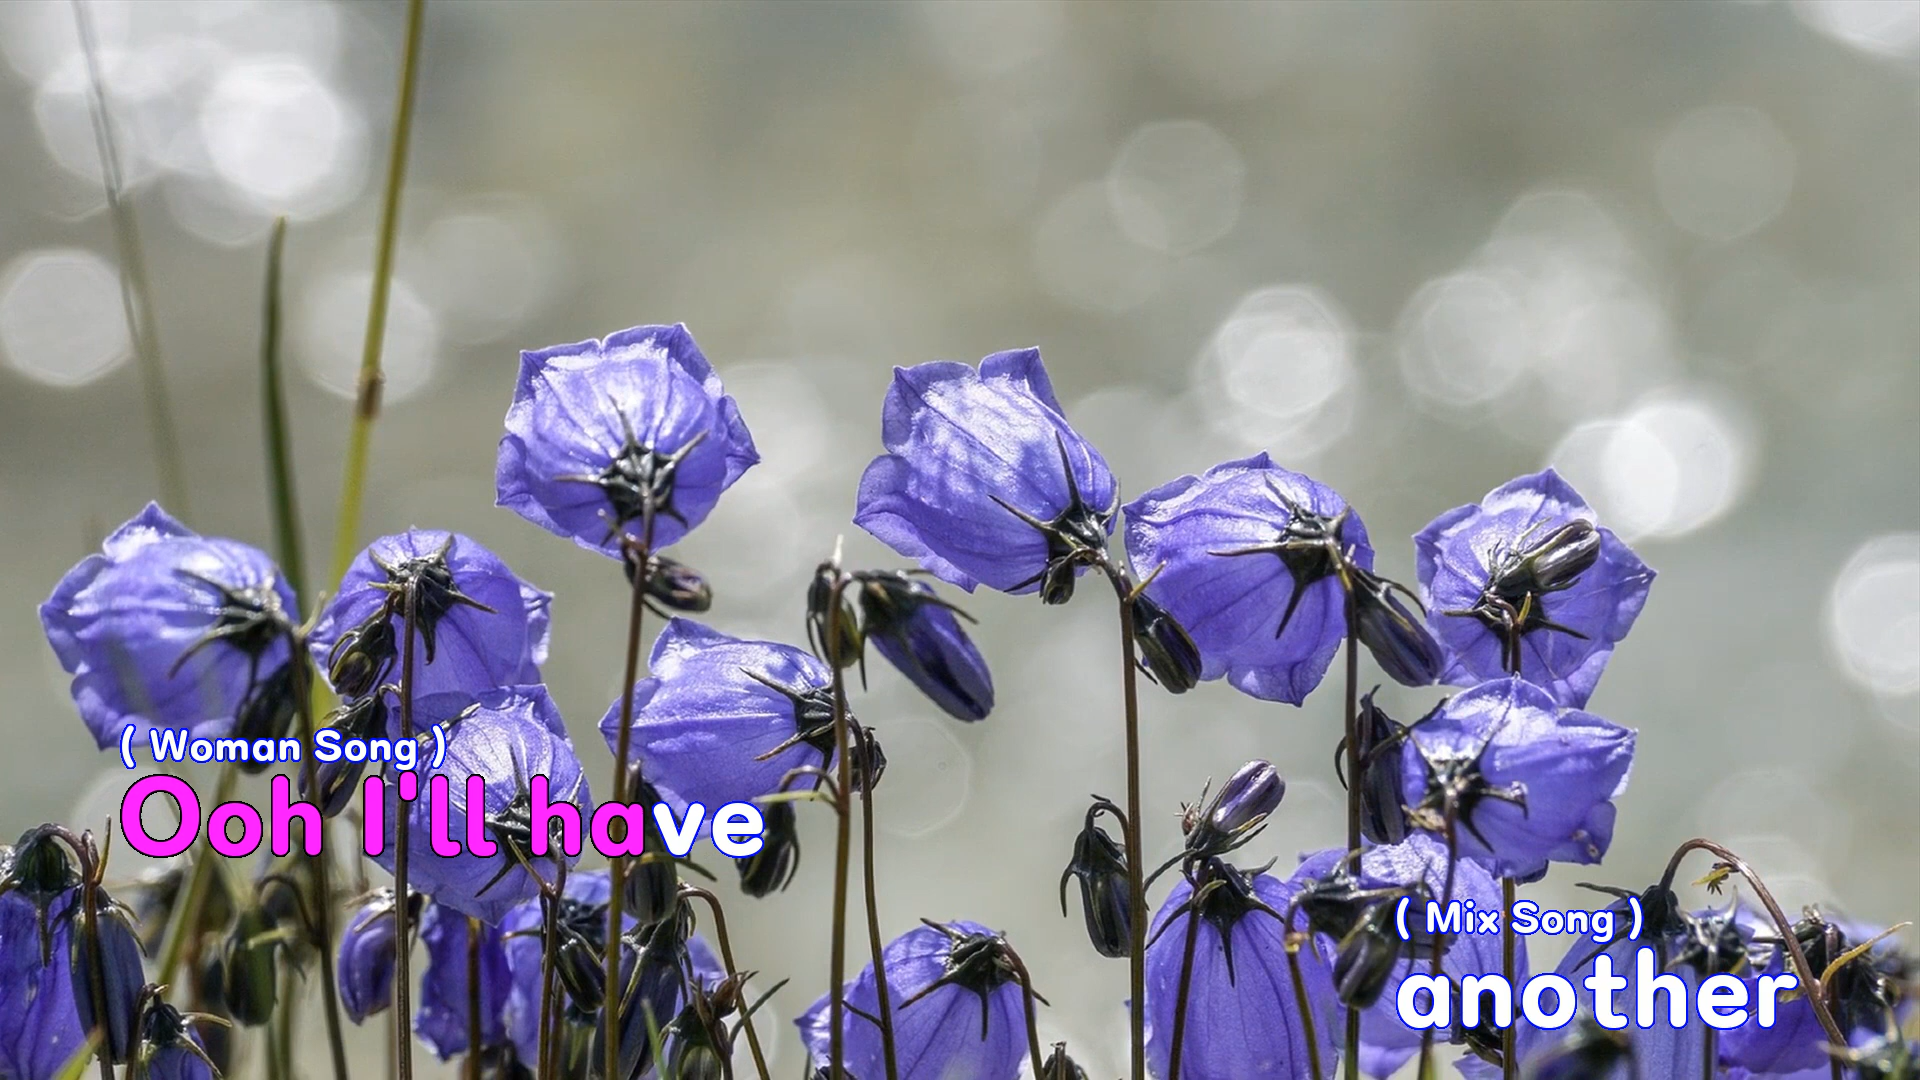 ( Woman Song )
Ooh I'll have
( Mix Song )
another